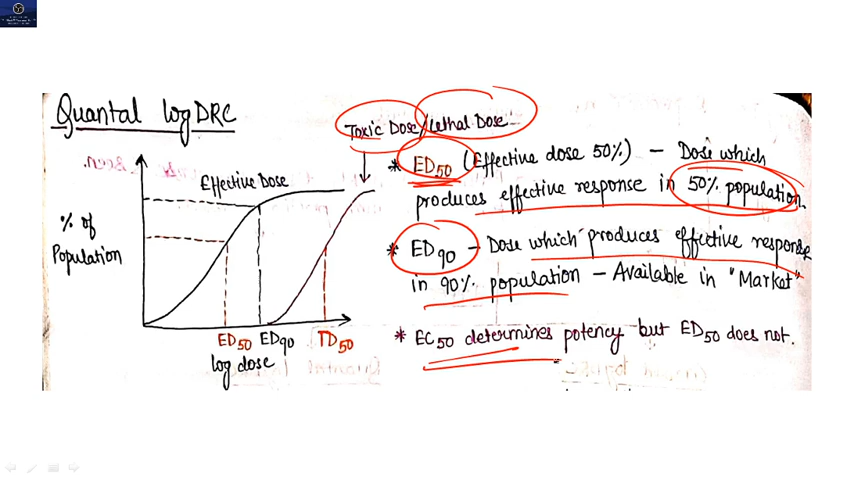 Quantal log DRC
Toxic Dose/Lethal Dose
Effective Dose
% of
Population
ED50 ED90 TD50
log dose
* ED50 (Effective dose 50%) – Dose which
produces effective response in 50% population.
* ED90 – Dose which produces effective response
in 90% population – Available in "Market"
* EC50 determines potency but ED50 does not.